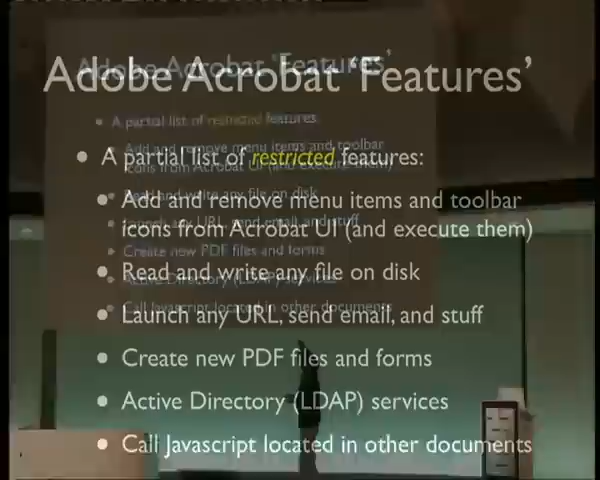 Adobe Acrobat 'Features'
• A partial list of restricted features:
• Add and remove menu items and toolbar
icons from Acrobat UI (and execute them)
• Read and write any file on disk
• Launch any URL, send email, and stuff
• Create new PDF files and forms
• Active Directory (LDAP) services
• Call Javascript located in other documents